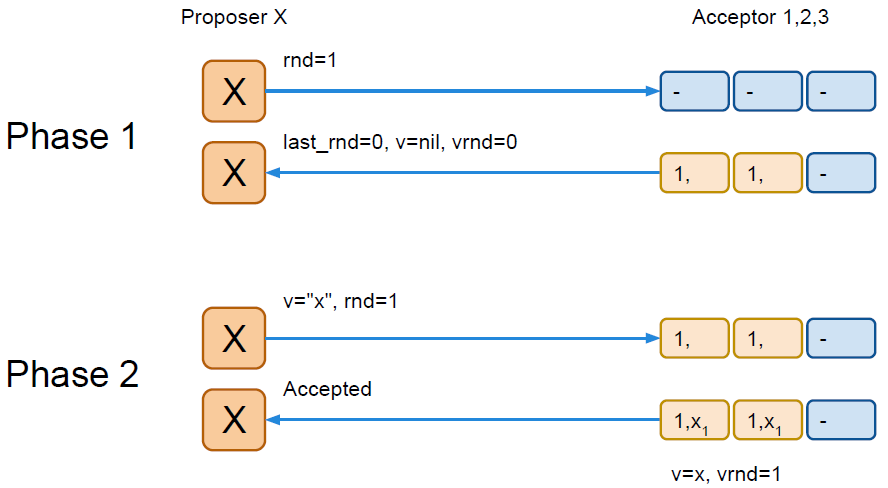 Proposer X
Acceptor 1,2,3
Phase 1
rnd=1
X
-
-
-
last_rnd=0, v=nil, vrnd=0
X
1,
1,
-
Phase 2
v="x", rnd=1
X
1,
1,
-
Accepted
X
1,x₁
1,x₁
-
v=x, vrnd=1